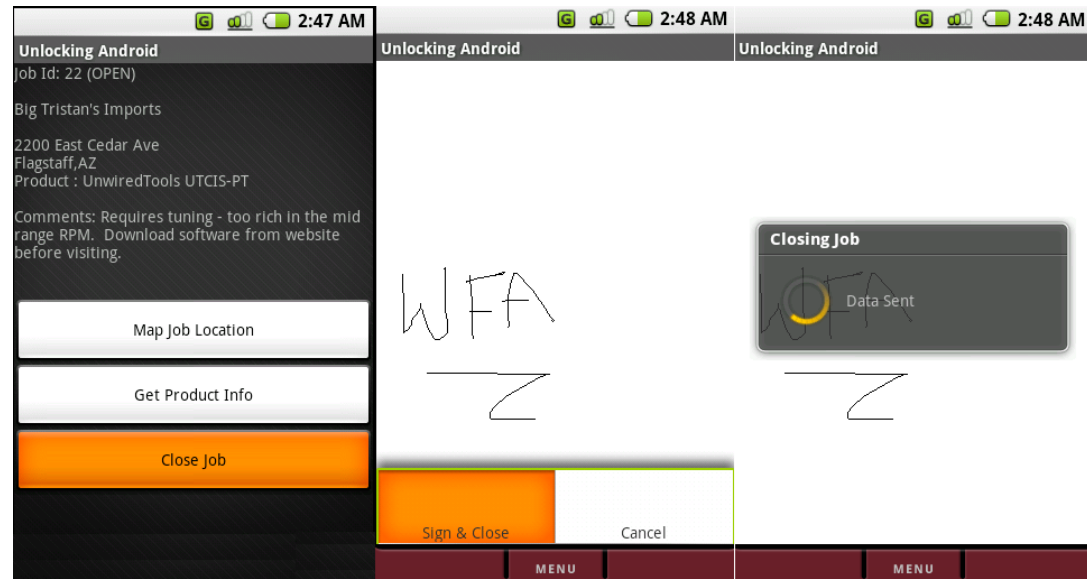 G 2:47 AM
Unlocking Android
Job Id: 22 (OPEN)
Big Tristan's Imports
2200 East Cedar Ave
Flagstaff,AZ
Product : UnwiredTools UTCIS-PT
Comments: Requires tuning - too rich in the mid
range RPM. Download software from website
before visiting.
Map Job Location
Get Product Info
Close Job
G 2:48 AM
Unlocking Android
WFA
Z
Sign & Close
Cancel
MENU
G 2:48 AM
Unlocking Android
Closing Job
Data Sent
WFA
Z
MENU